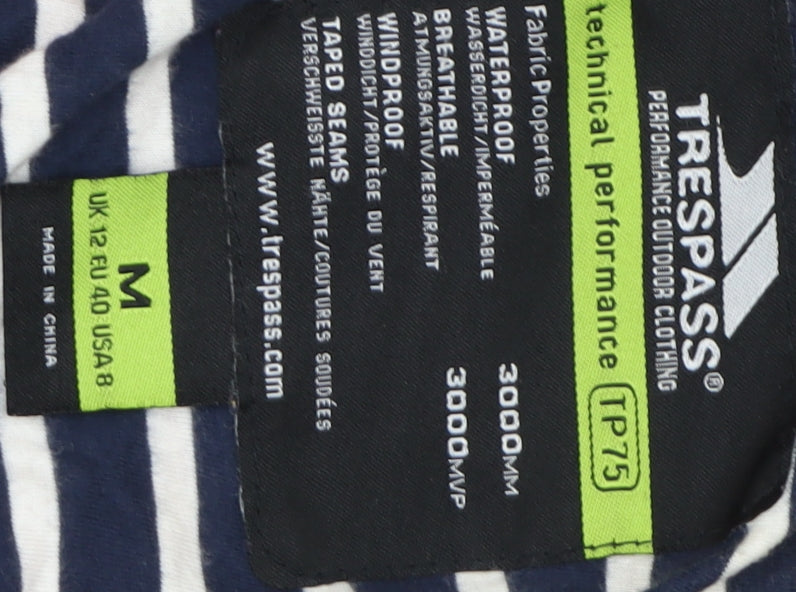 TRESPASS®
PERFORMANCE OUTDOOR CLOTHING
technical performance TP75
Fabric Properties
WATERPROOF 3000MM
WASSERDICHT/IMPERMÉABLE
BREATHABLE 3000MVP
ATMUNGSAKTIV/RESPIRANT
WINDPROOF
WINDDICHT/PROTÈGE DU VENT
TAPED SEAMS
VERSCHWEISSTE NÄHTE/COUTURES SOUDÉES
www.trespass.com
M
UK 12 EU 40 USA 8
MADE IN CHINA